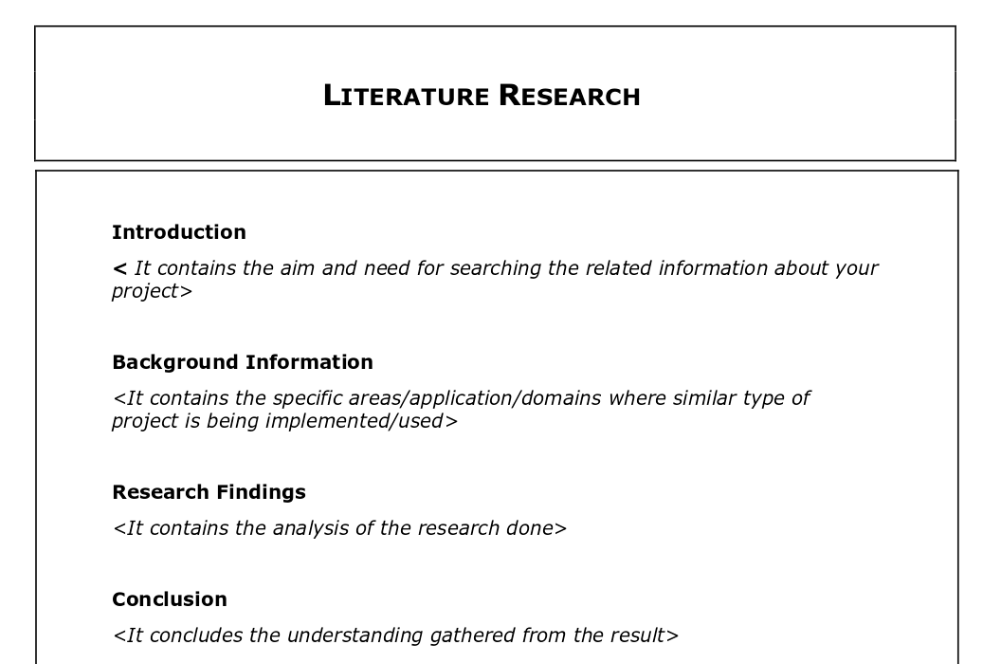 LITERATURE RESEARCH
Introduction
< It contains the aim and need for searching the related information about your
project>
Background Information
<It contains the specific areas/application/domains where similar type of
project is being implemented/used>
Research Findings
<It contains the analysis of the research done>
Conclusion
<It concludes the understanding gathered from the result>